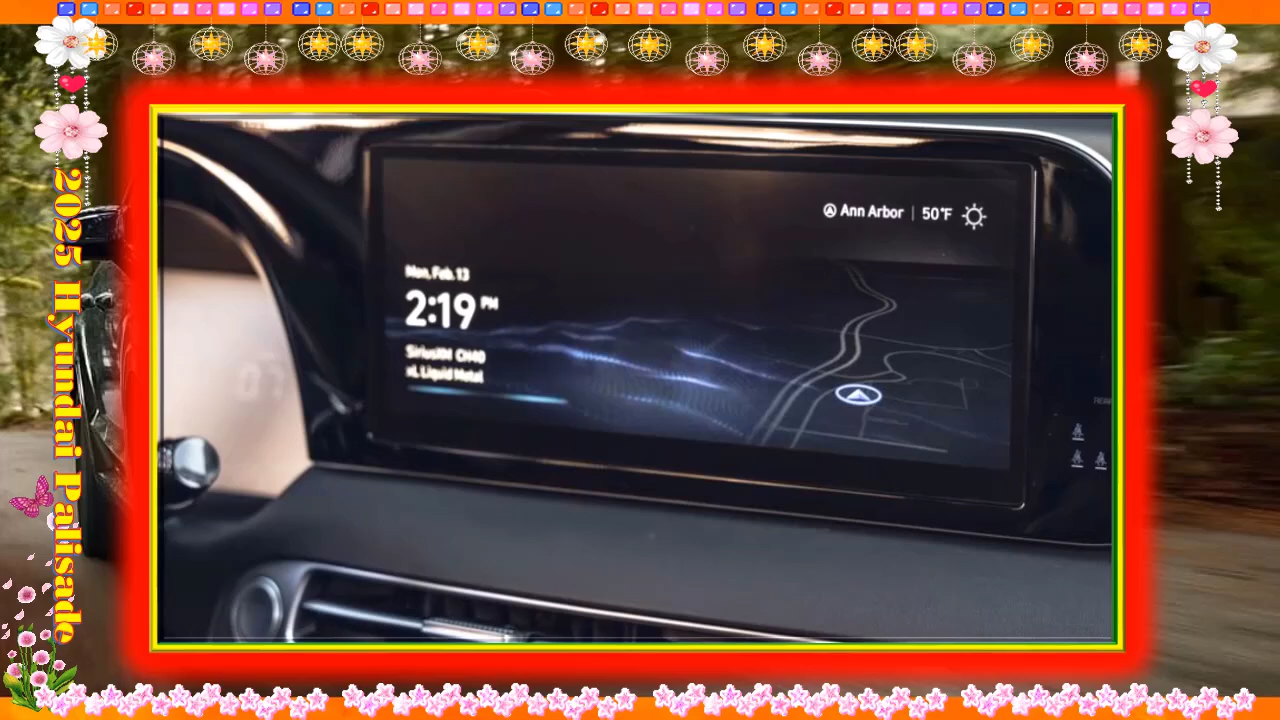 2025 Hyundai Palisade
Ann Arbor | 50°F
Mon, Feb. 13
2:19 PM
SiriusXM CH40
xL Liquid Metal